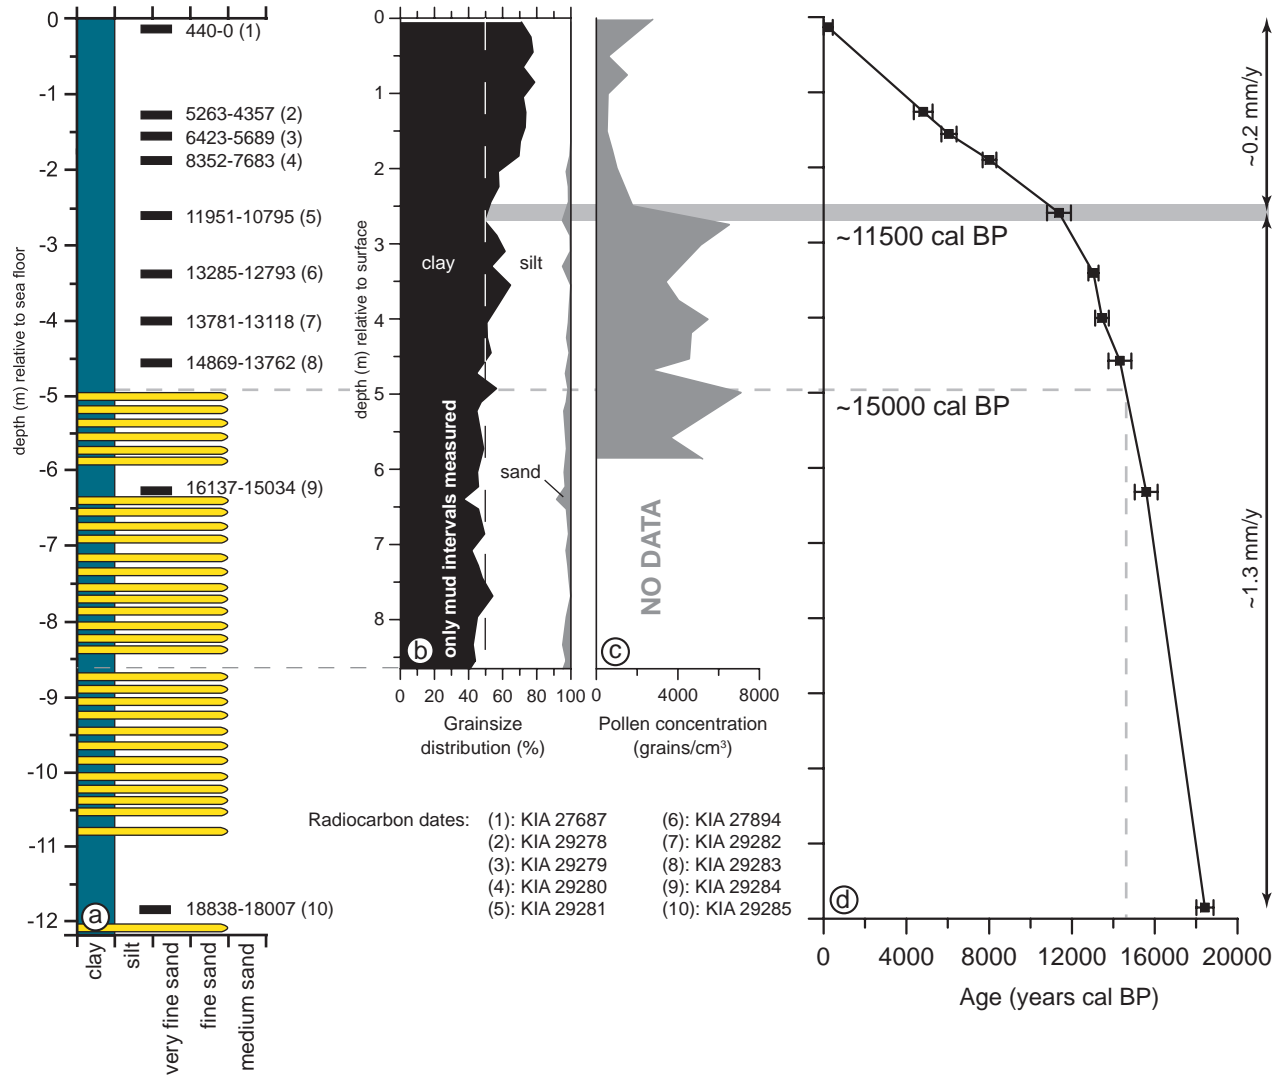 depth (m) relative to sea floor
0
-1
-2
-3
-4
-5
-6
-7
-8
-9
-10
-11
-12
440-0 (1)
5263-4357 (2)
6423-5689 (3)
8352-7683 (4)
11951-10795 (5)
13285-12793 (6)
13781-13118 (7)
14869-13762 (8)
16137-15034 (9)
18838-18007 (10)
a
clay
silt
very fine sand
fine sand
medium sand
depth (m) relative to surface
0
1
2
3
4
5
6
7
8
clay
silt
sand
only mud intervals measured
b
0 20 40 60 80 100
Grainsize
distribution (%)
NO DATA
c
0 4000 8000
Pollen concentration
(grains/cm³)
~11500 cal BP
~15000 cal BP
~0.2 mm/y
~1.3 mm/y
d
0 4000 8000 12000 16000 20000
Age (years cal BP)
Radiocarbon dates:
(1): KIA 27687
(2): KIA 29278
(3): KIA 29279
(4): KIA 29280
(5): KIA 29281
(6): KIA 27894
(7): KIA 29282
(8): KIA 29283
(9): KIA 29284
(10): KIA 29285